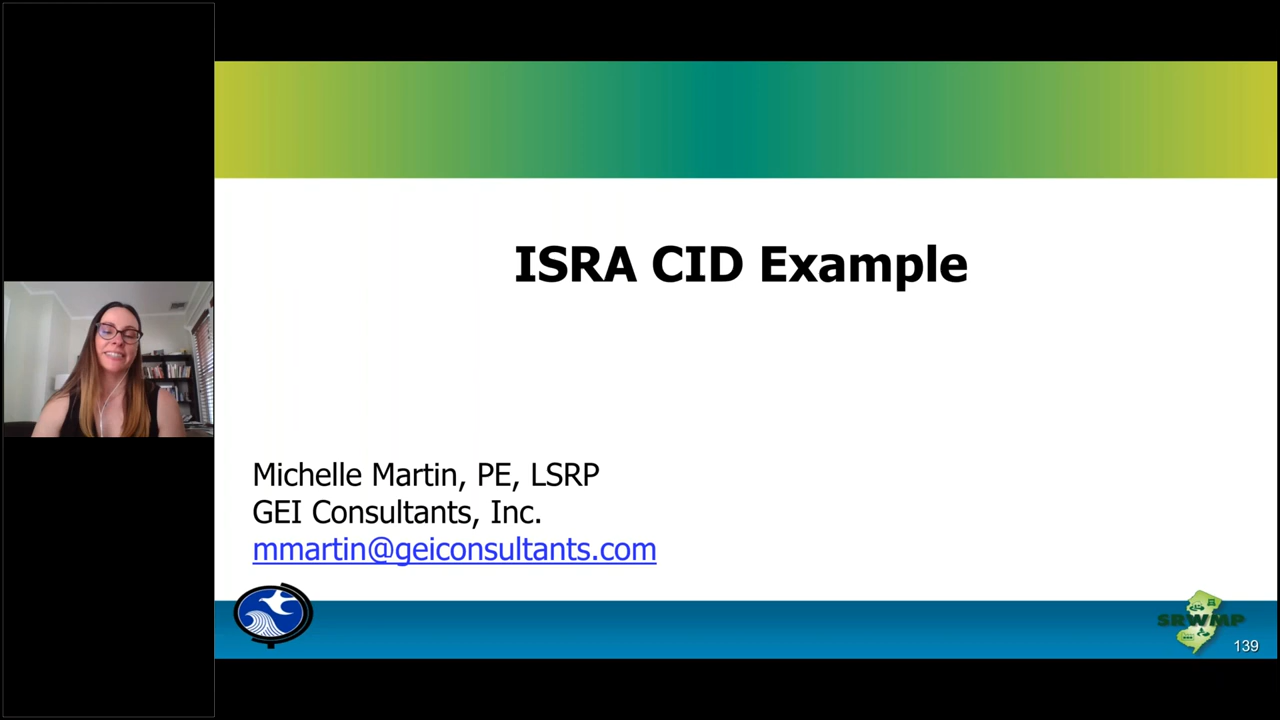 ISRA CID Example
Michelle Martin, PE, LSRP
GEI Consultants, Inc.
mmartin@geiconsultants.com
SRWMP
139